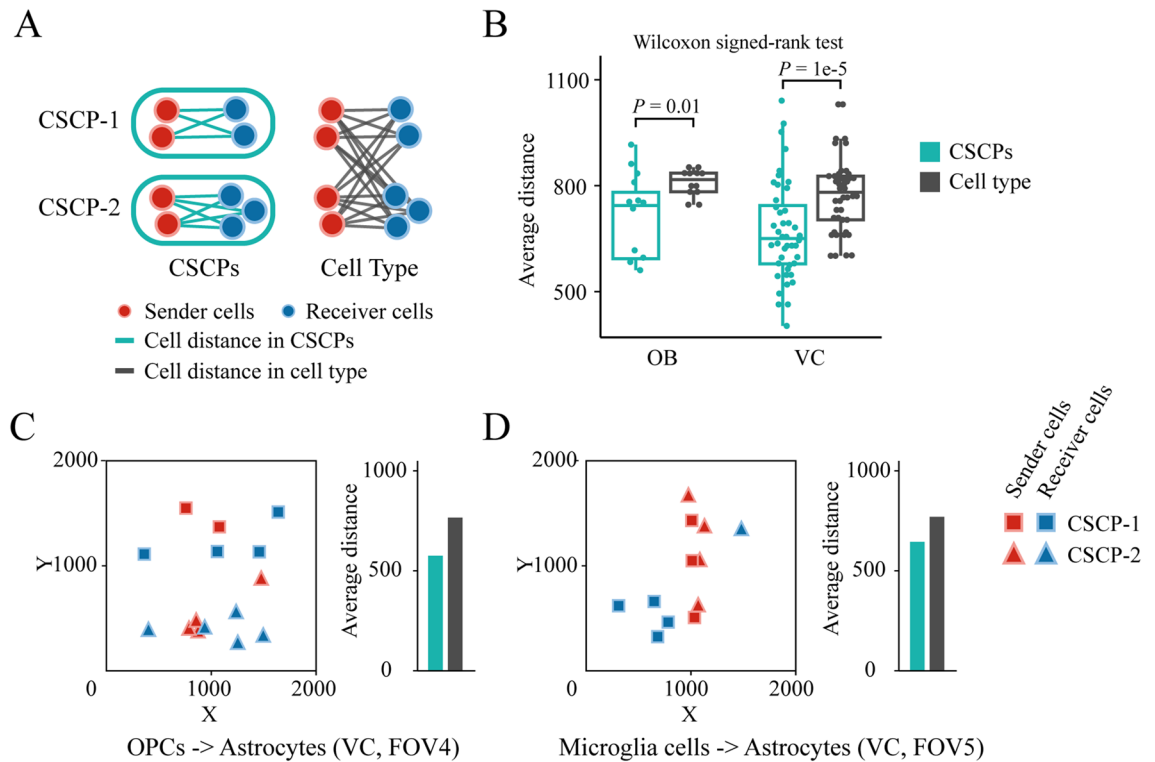 A
CSCP-1
CSCP-2
CSCPs
Cell Type
Sender cells
Receiver cells
Cell distance in CSCPs
Cell distance in cell type
B
Wilcoxon signed-rank test
P = 0.01
P = 1e-5
Average distance
1100
800
500
OB
VC
CSCPs
Cell type
C
2000
1000
0
1000
2000
Y
X
Average distance
1000
500
0
OPCs -> Astrocytes (VC, FOV4)
D
2000
1000
0
1000
2000
Y
X
Average distance
1000
500
0
Microglia cells -> Astrocytes (VC, FOV5)
Sender cells
Receiver cells
CSCP-1
CSCP-2